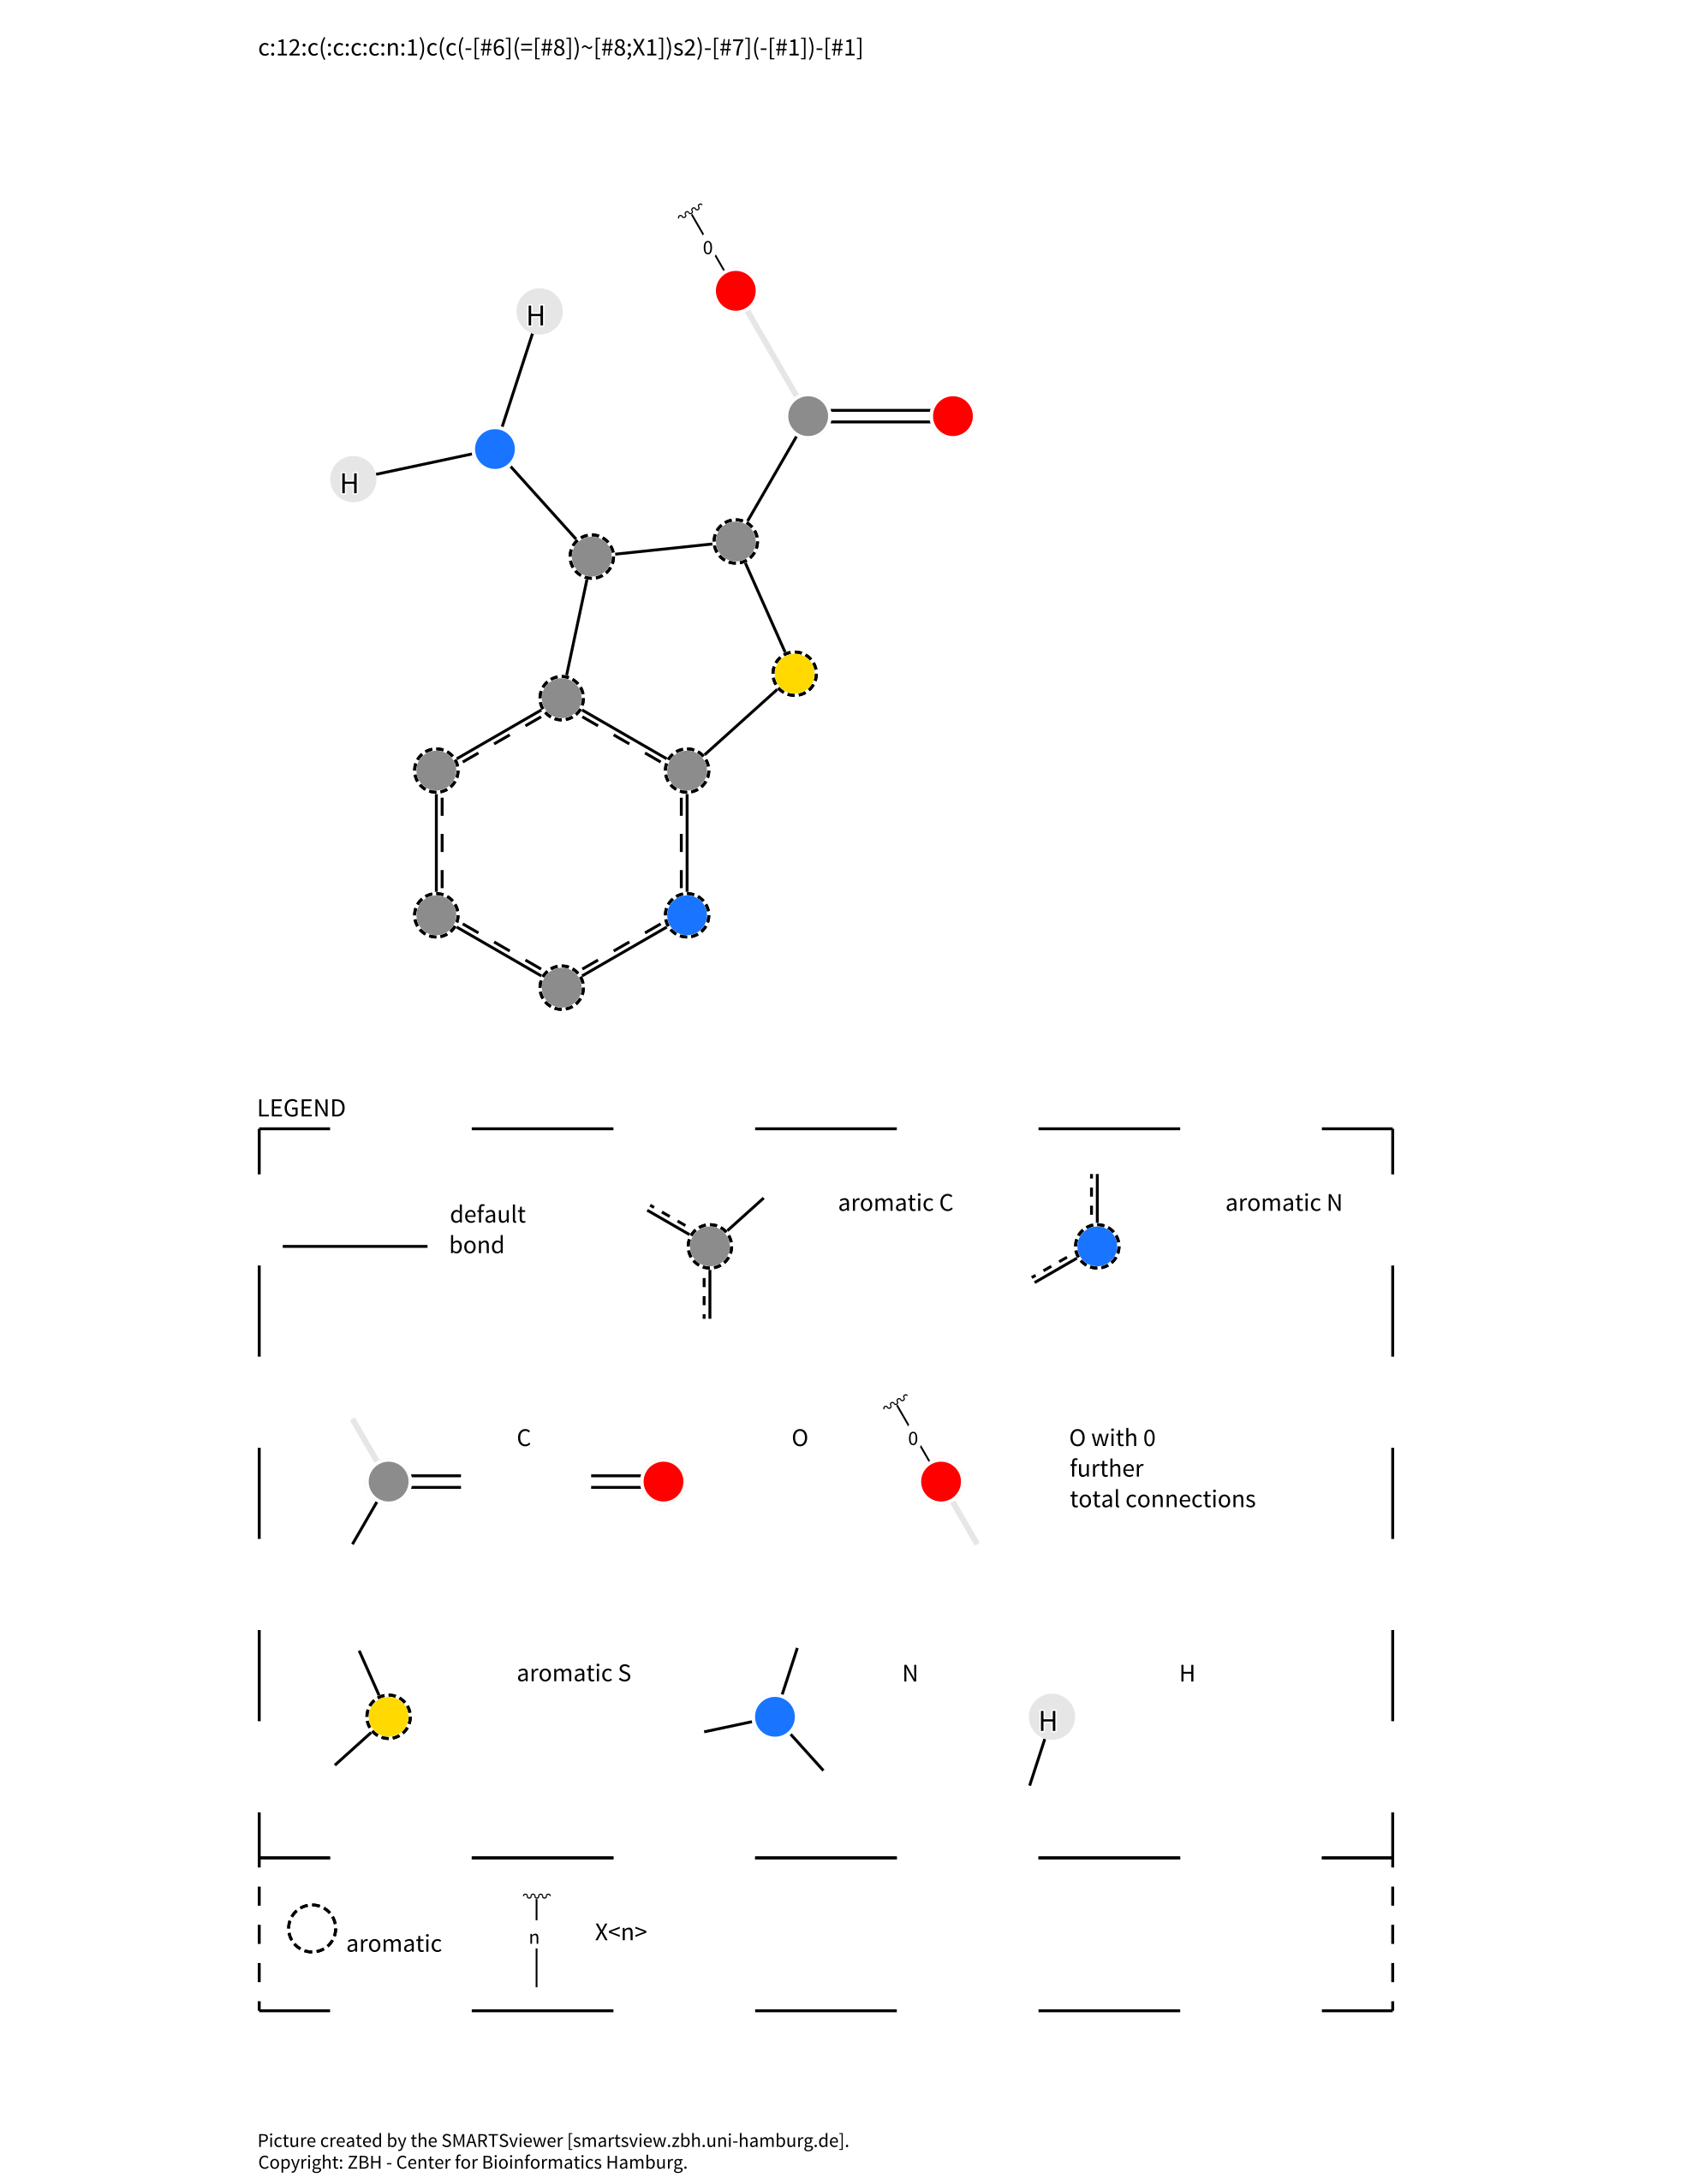 c:12:c(:c:c:c:n:1)c(c(-[#6](=[#8])~[#8;X1])s2)-[#7](-[#1])-[#1]
0
H
H
LEGEND
default
bond
aromatic C
aromatic N
C
O
0
O with 0
further
total connections
aromatic S
N
H
H
aromatic
n
X<n>
Picture created by the SMARTSviewer [smartsview.zbh.uni-hamburg.de].
Copyright: ZBH - Center for Bioinformatics Hamburg.